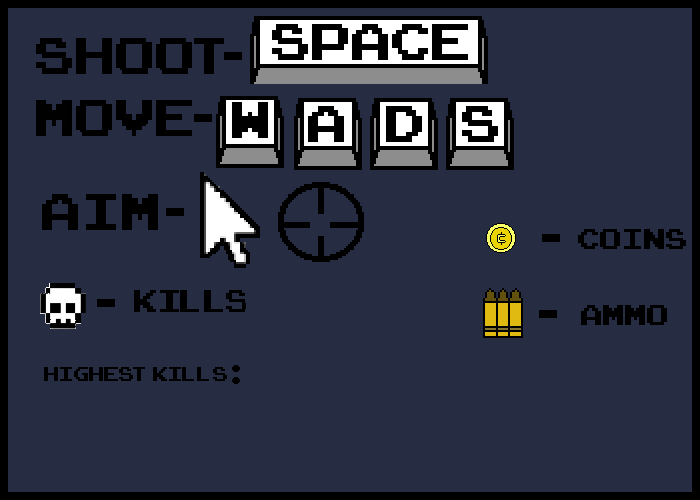 SHOOT- SPACE
MOVE- W A D S
AIM-
- COINS
- KILLS
- AMMO
HIGHEST KILLS: